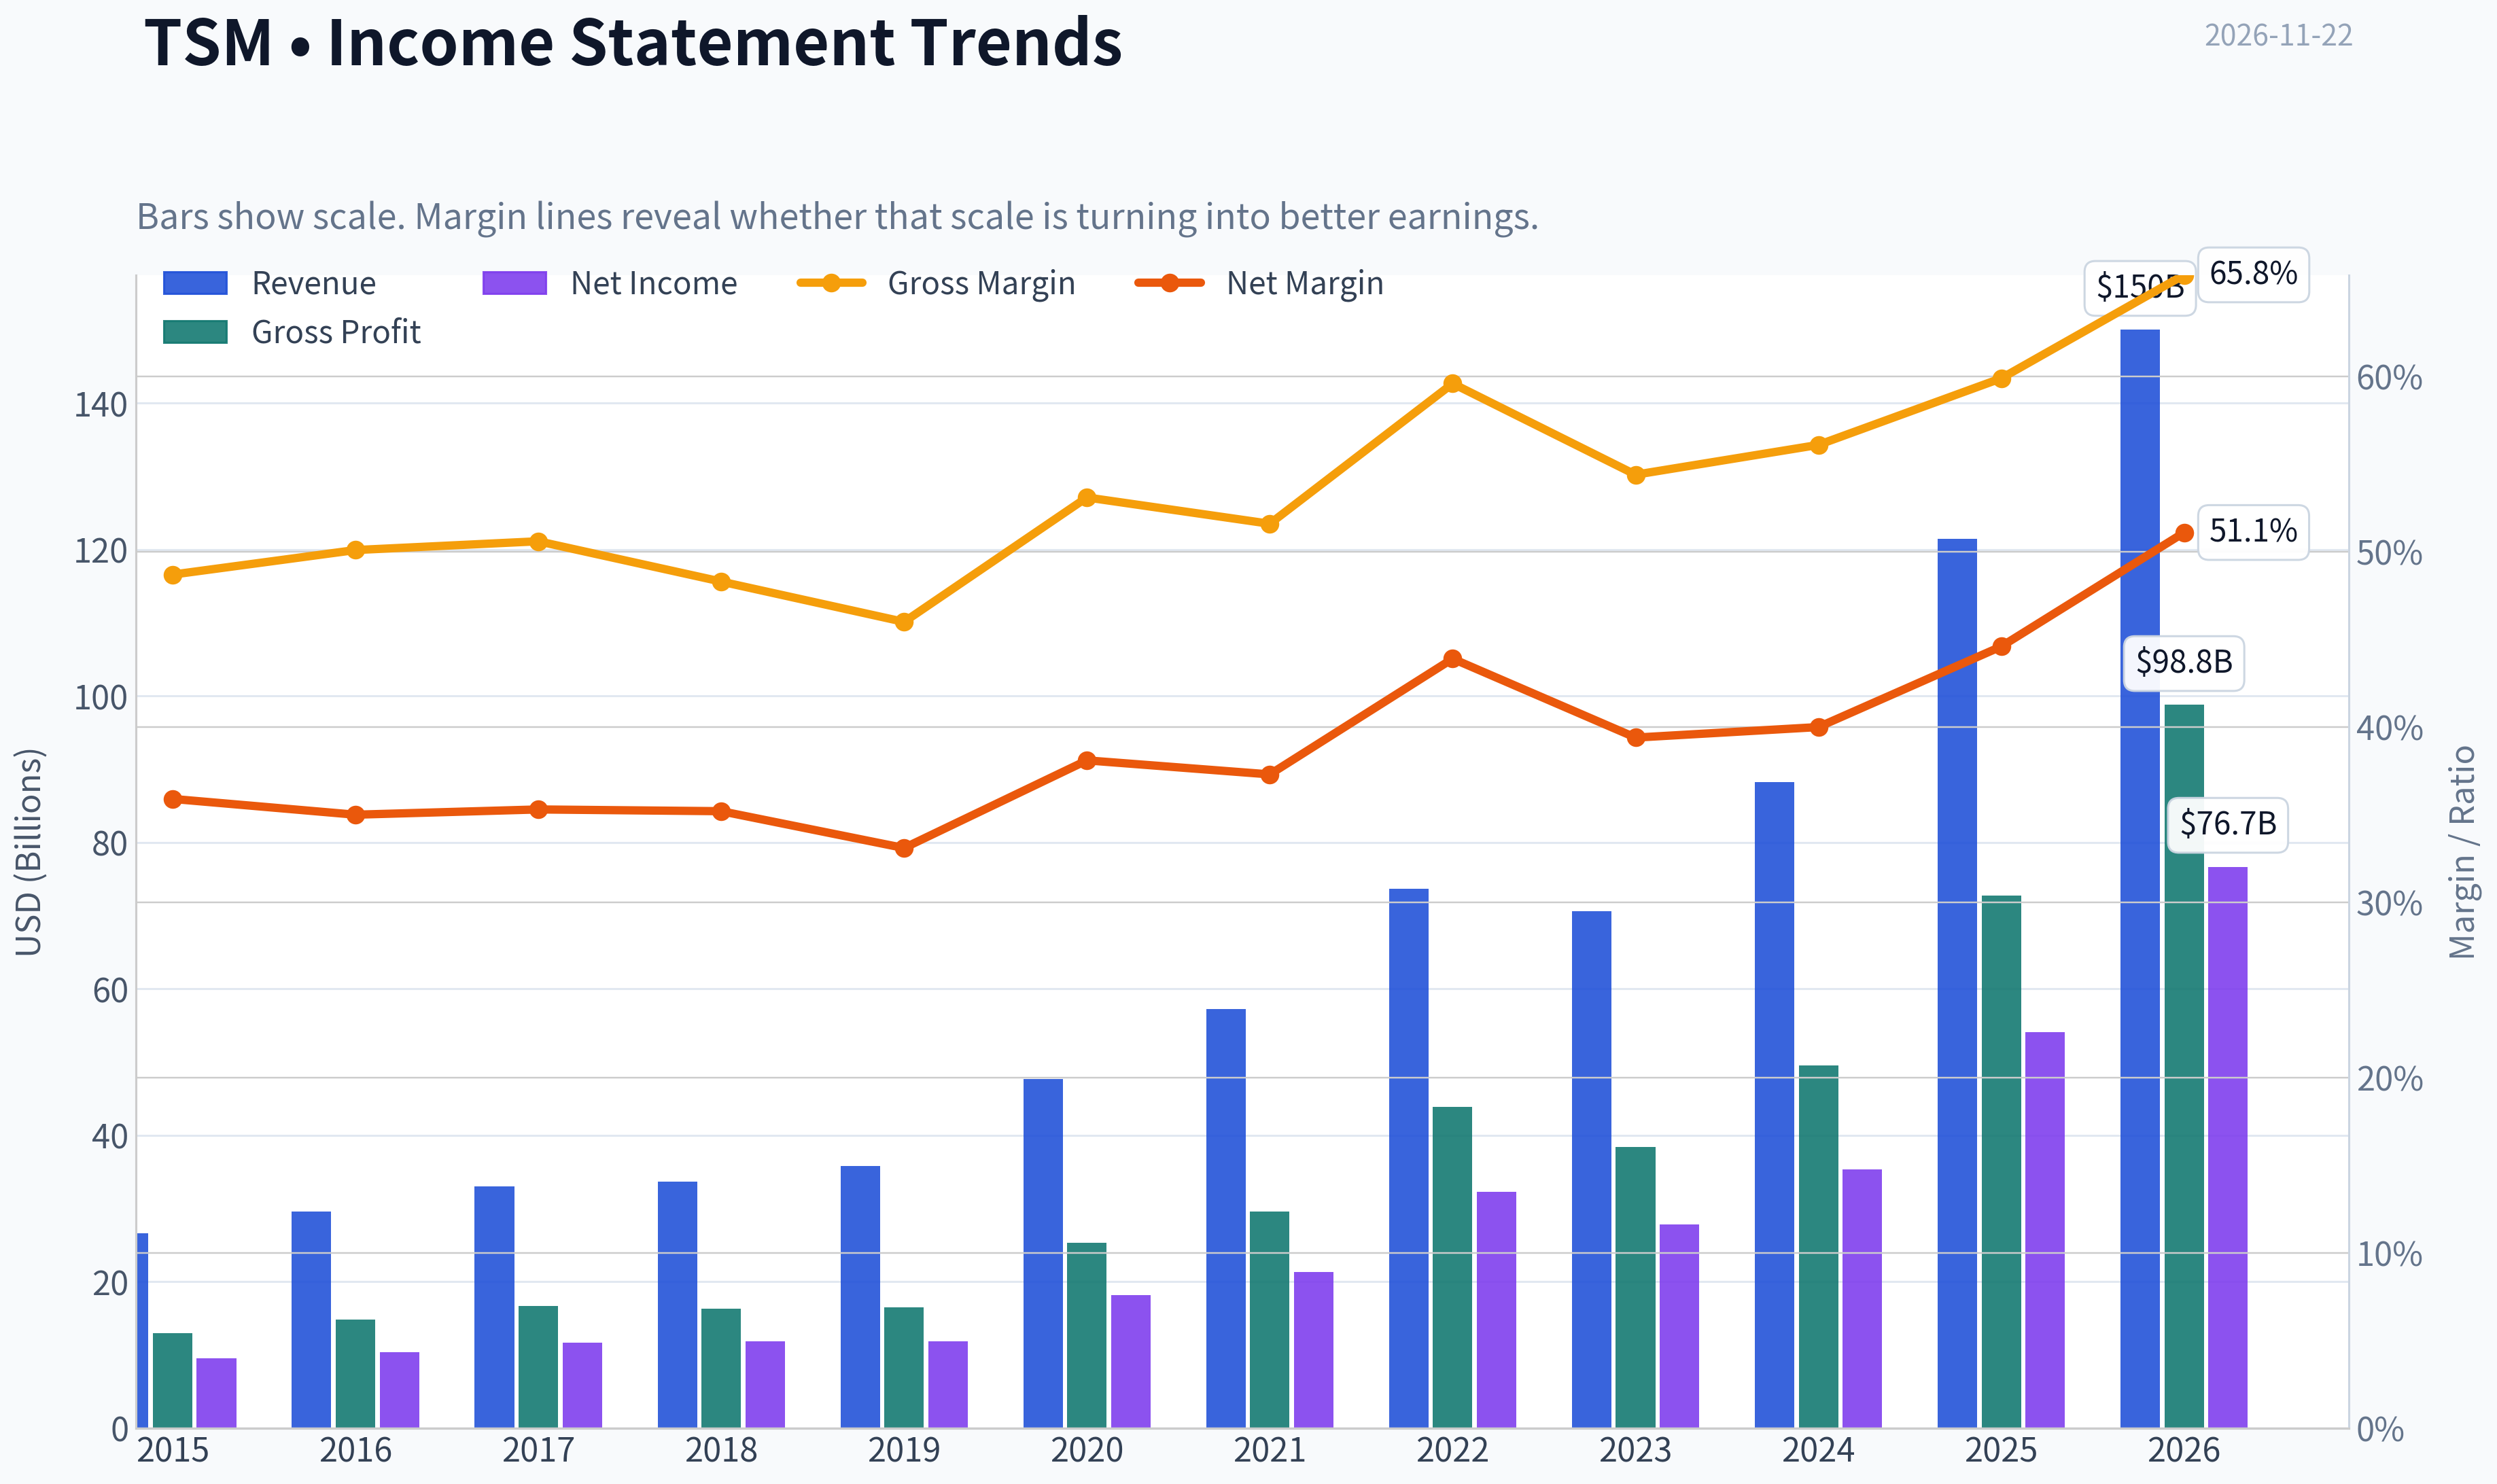 TSM • Income Statement Trends
2026-11-22
Bars show scale. Margin lines reveal whether that scale is turning into better earnings.
Revenue
Net Income
Gross Margin
Net Margin
Gross Profit
$150B
65.8%
51.1%
$98.8B
$76.7B
USD (Billions)
140
120
100
80
60
40
20
0
60%
50%
40%
30%
20%
10%
0%
Margin / Ratio
2015
2016
2017
2018
2019
2020
2021
2022
2023
2024
2025
2026